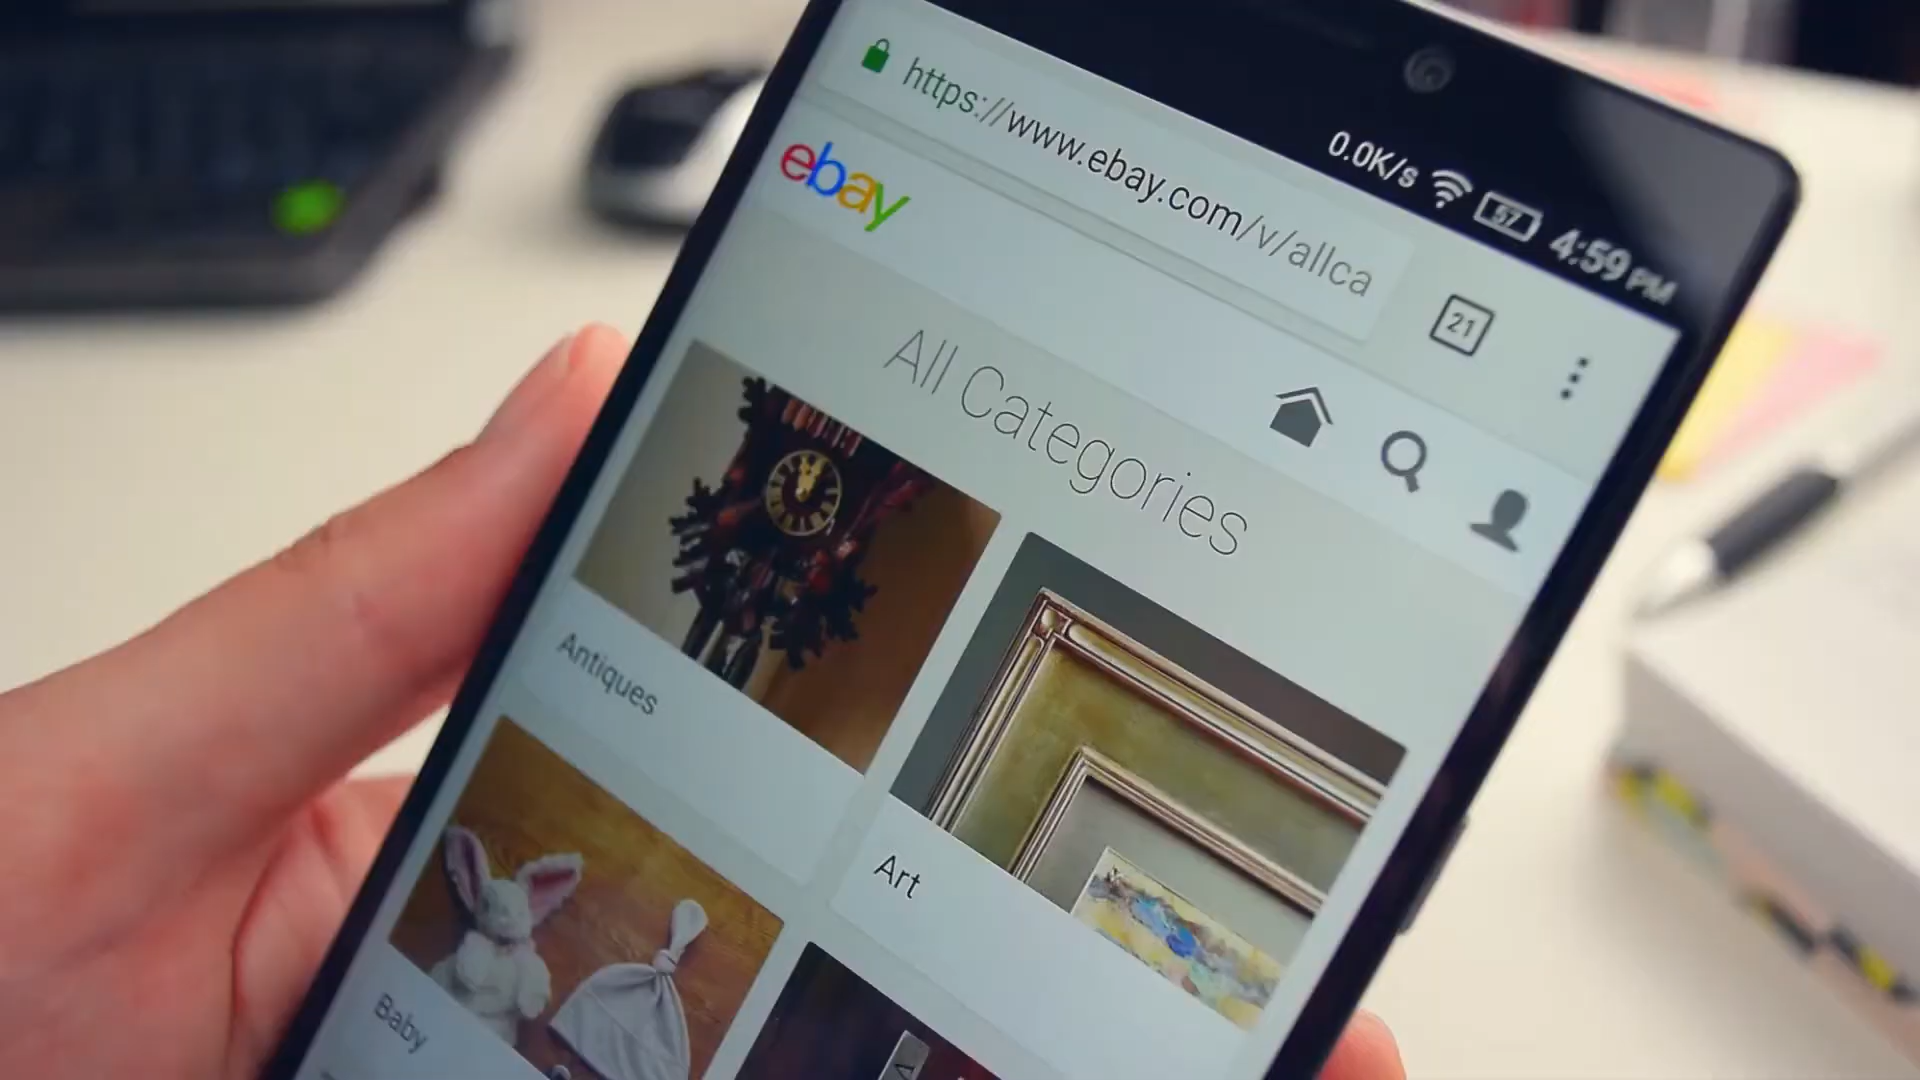 0.0K/s 57 4:59 PM
https://www.ebay.com/v/allca
21
ebay
All Categories
Antiques
Art
Baby